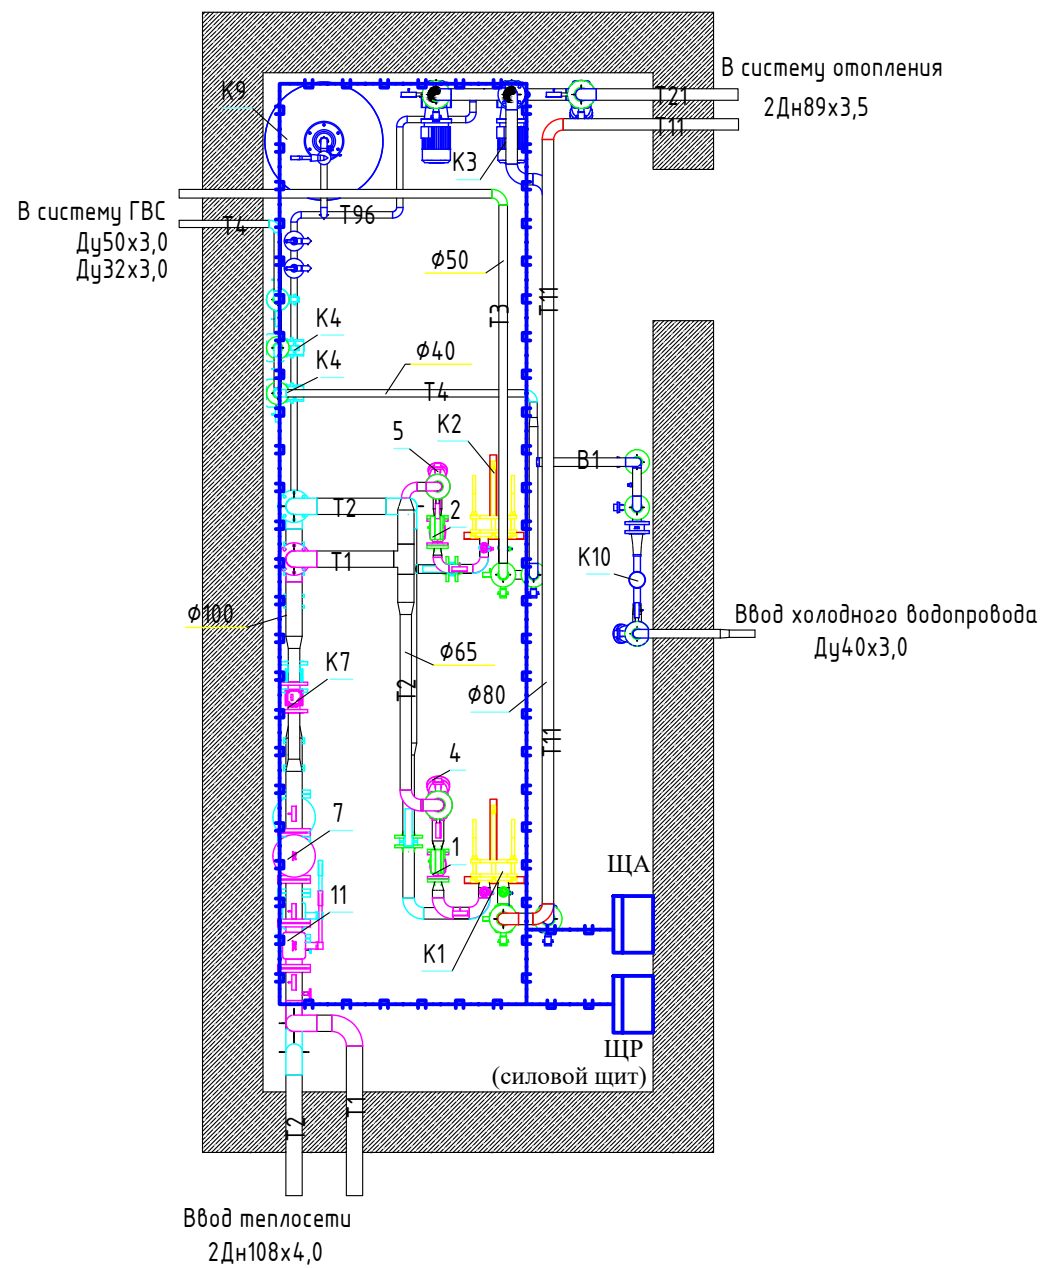 В систему отопления
2Дн89х3,5
К9
Т21
Т11
К3
В систему ГВС
Ду50х3,0
Ду32х3,0
Т4
Т96
Ф50
Т11
Т3
К4
Ф40
К4
Т4
К2
5
В1
Т2
2
Т1
К10
Ф100
Ввод холодного водопровода
Ду40х3,0
Ф65
К7
Т2
Ф80
Т11
4
7
1
ЩА
11
К1
ЩР
(силовой щит)
Т1
Т2
Ввод теплосети
2Дн108х4,0